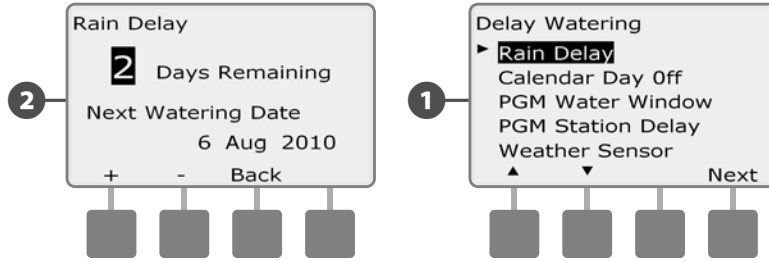 Rain Delay
2 Days Remaining
Next Watering Date
6 Aug 2010
+ - Back
2
Delay Watering
► Rain Delay
Calendar Day 0ff
PGM Water Window
PGM Station Delay
Weather Sensor
▲ ▼ Next
1